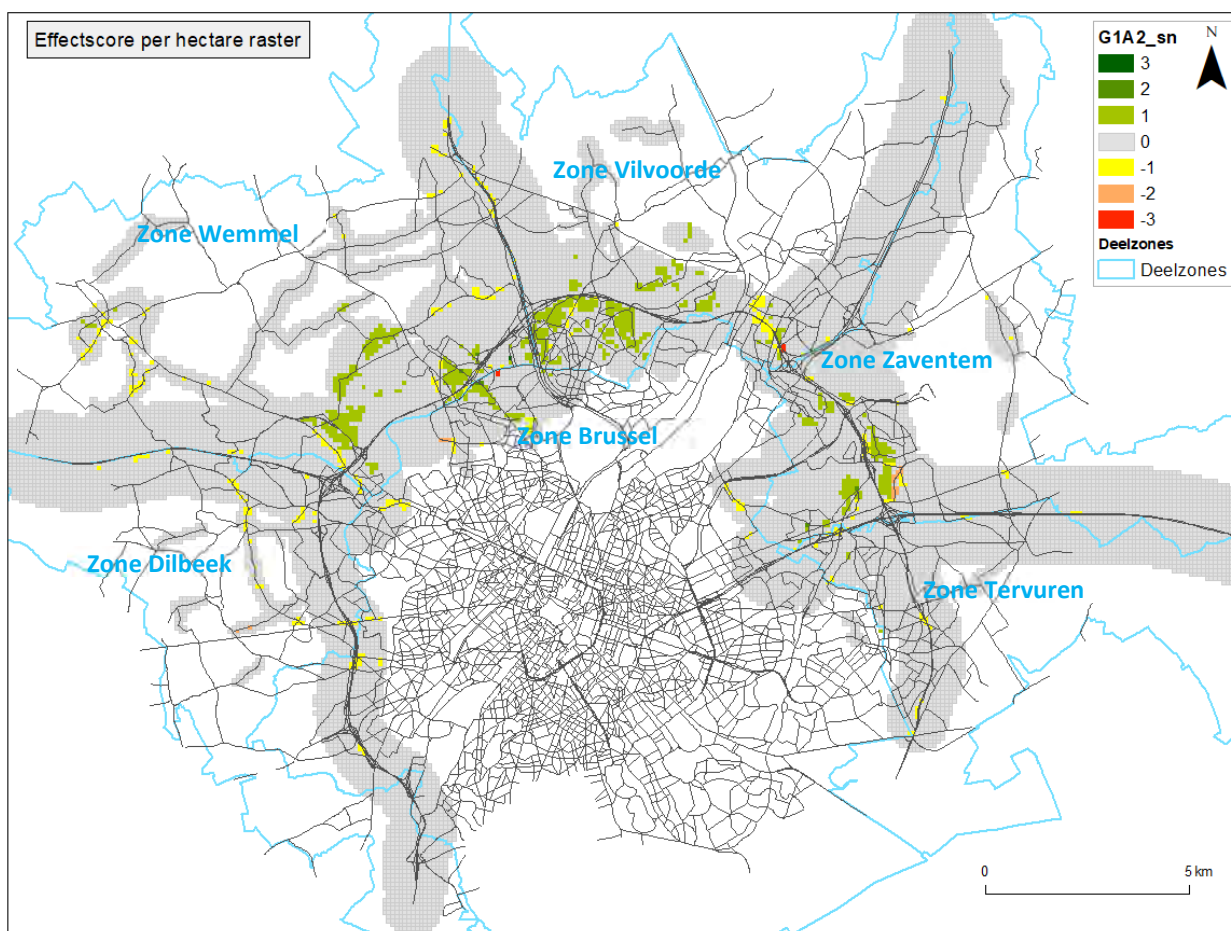 Effectscore per hectare raster
G1A2_sn
N
3
2
1
0
-1
-2
-3
Deelzones
Deelzones
Zone Vilvoorde
Zone Wemmel
Zone Zaventem
Zone Brussel
Zone Dilbeek
Zone Tervuren
0 5 km